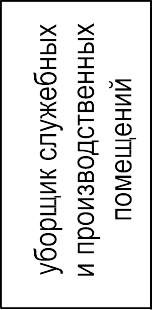 уборщик служебных
и производственных
помещений